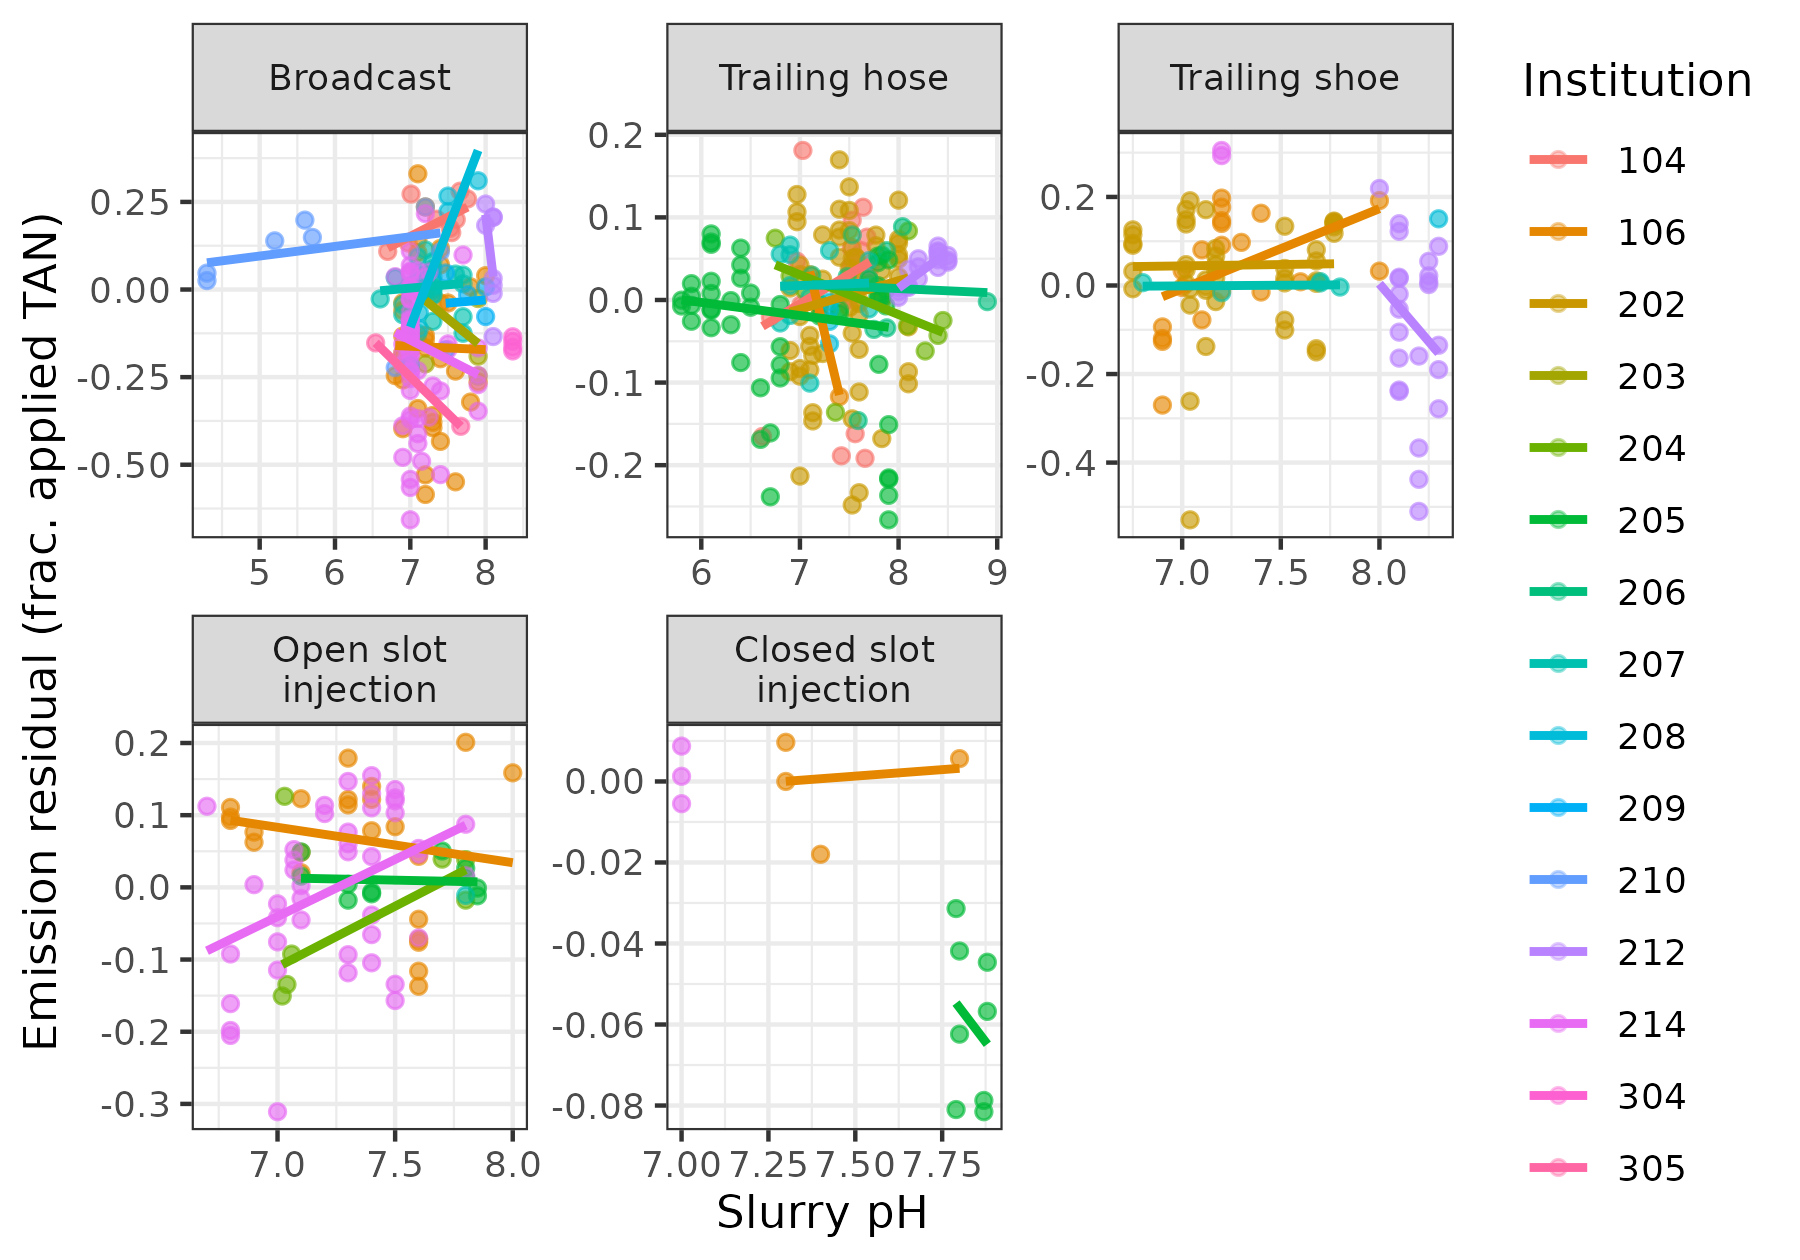 Broadcast
Trailing hose
Trailing shoe
Institution
104
106
202
203
204
205
206
207
208
209
210
212
214
304
305
Emission residual (frac. applied TAN)
0.25
0.00
-0.25
-0.50
5 6 7 8
0.2
0.1
0.0
-0.1
-0.2
6 7 8 9
0.2
0.0
-0.2
-0.4
7.0 7.5 8.0
Open slot
injection
Closed slot
injection
0.2
0.1
0.0
-0.1
-0.2
-0.3
7.0 7.5 8.0
0.00
-0.02
-0.04
-0.06
-0.08
7.00 7.25 7.50 7.75
Slurry pH